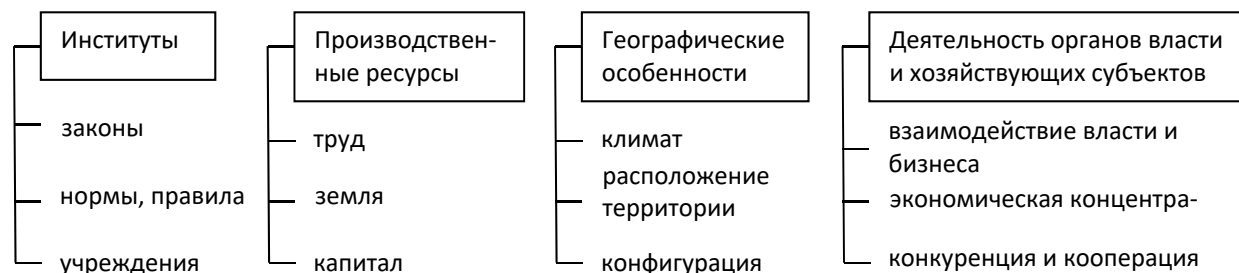 Институты
законы
нормы, правила
учреждения
Производствен-
ные ресурсы
труд
земля
капитал
Географические
особенности
климат
расположение
территории
конфигурация
Деятельность органов власти
и хозяйствующих субъектов
взаимодействие власти и
бизнеса
экономическая концентра-
конкуренция и кооперация